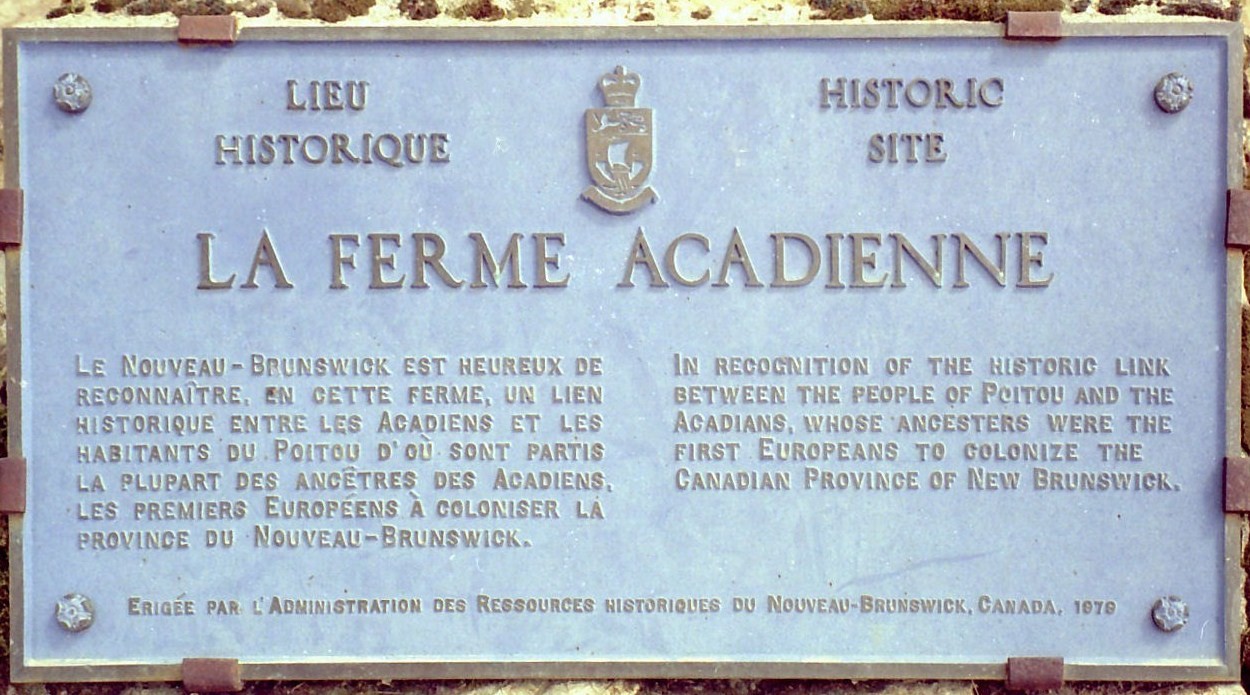 LIEU
HISTORIQUE
HISTORIC
SITE
LA FERME ACADIENNE
LE NOUVEAU-BRUNSWICK EST HEUREUX DE
RECONNAÎTRE, EN CETTE FERME, UN LIEN
HISTORIQUE ENTRE LES ACADIENS ET LES
HABITANTS DU POITOU D'OÙ SONT PARTIS
LA PLUPART DES ANCÊTRES DES ACADIENS,
LES PREMIERS EUROPÉENS À COLONISER LA
PROVINCE DU NOUVEAU-BRUNSWICK.
IN RECOGNITION OF THE HISTORIC LINK
BETWEEN THE PEOPLE OF POITOU AND THE
ACADIANS, WHOSE ANCESTERS WERE THE
FIRST EUROPEANS TO COLONIZE THE
CANADIAN PROVINCE OF NEW BRUNSWICK.
ERIGÉE PAR L'ADMINISTRATION DES RESSOURCES HISTORIQUES DU NOUVEAU-BRUNSWICK, CANADA, 1979